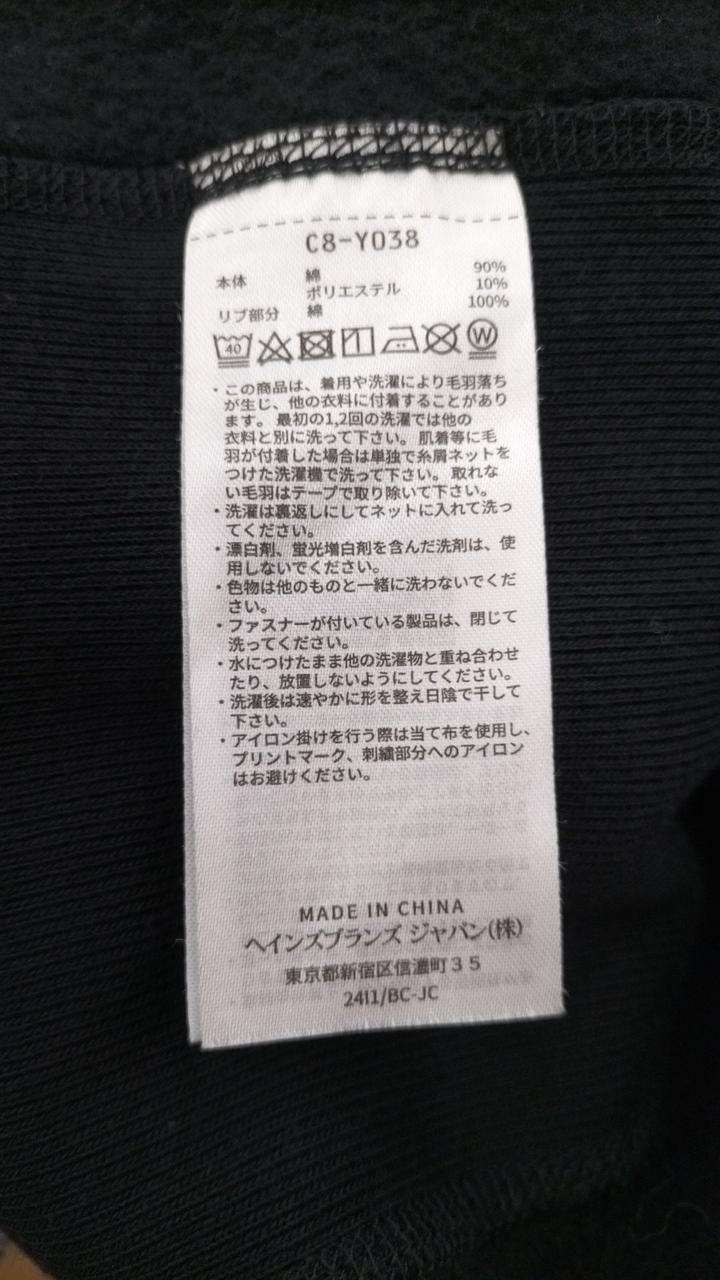 C8-Y038
本体 綿 90%
ポリエステル 10%
リブ部分 綿 100%
40 W
・この商品は、着用や洗濯により毛羽落ち
が生じ、他の衣料に付着することがあり
ます。 最初の1,2回の洗濯では他の
衣料と別に洗って下さい。 肌着等に毛
羽が付着した場合は単独で糸屑ネットを
つけた洗濯機で洗って下さい。 取れな
い毛羽はテープで取り除いて下さい。
・洗濯は裏返しにしてネットに入れて洗っ
てください。
・漂白剤、蛍光増白剤を含んだ洗剤は、使
用しないでください。
・色物は他のものと一緒に洗わないでくだ
さい。
・ファスナーが付いている製品は、閉じて
洗ってください。
・水につけたまま他の洗濯物と重ね合わせ
たり、放置しないようにしてください。
・洗濯後は速やかに形を整え日陰で干して
下さい。
・アイロン掛けを行う際は当て布を使用し、
プリントマーク、刺繍部分へのアイロン
はお避けください。
MADE IN CHINA
ヘインズブランズ ジャパン(株)
東京都新宿区信濃町35
2411/BC-JC